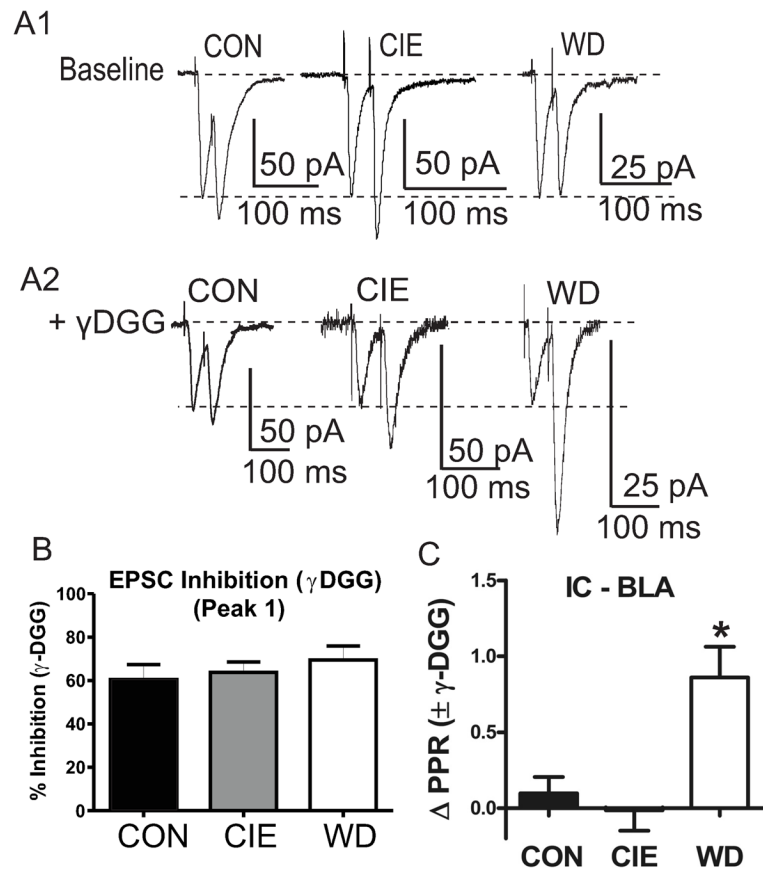 A1
CON CIE WD
Baseline
50 pA 50 pA 25 pA
100 ms 100 ms 100 ms
A2
CON CIE WD
+ γDGG
50 pA 50 pA 25 pA
100 ms 100 ms 100 ms
B
EPSC Inhibition (γDGG)
(Peak 1)
% Inhibition (γ-DGG)
100
80
60
40
20
0
CON CIE WD
C
IC - BLA
Δ PPR (± γ-DGG)
1.5
1.0
0.5
0.0
*
CON CIE WD